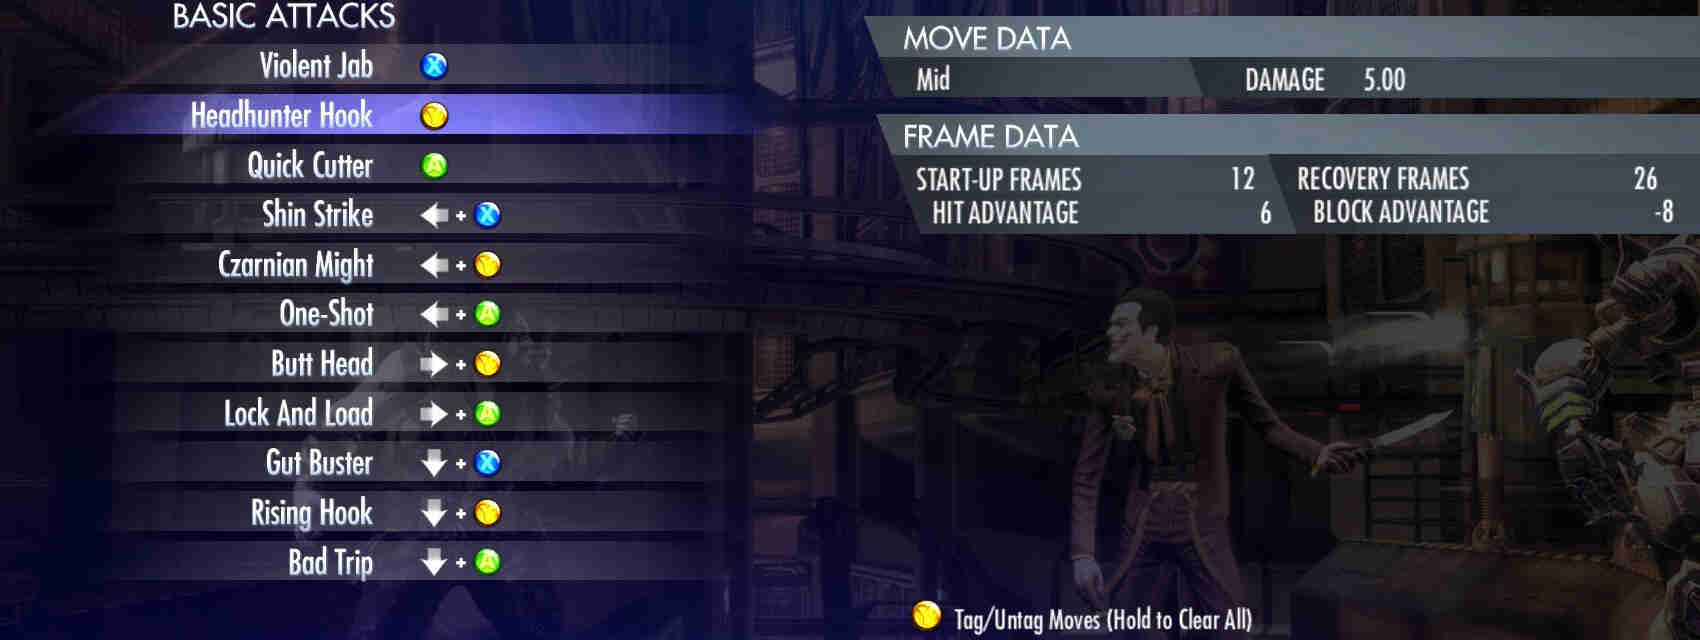 BASIC ATTACKS
Violent Jab X
Headhunter Hook Y
Quick Cutter A
Shin Strike + X
Czarnian Might + Y
One-Shot + A
Butt Head + Y
Lock And Load + A
Gut Buster + X
Rising Hook + Y
Bad Trip + A
MOVE DATA
Mid DAMAGE 5.00
FRAME DATA
START-UP FRAMES 12 RECOVERY FRAMES 26
HIT ADVANTAGE 6 BLOCK ADVANTAGE -8
Y Tag/Untag Moves (Hold to Clear All)